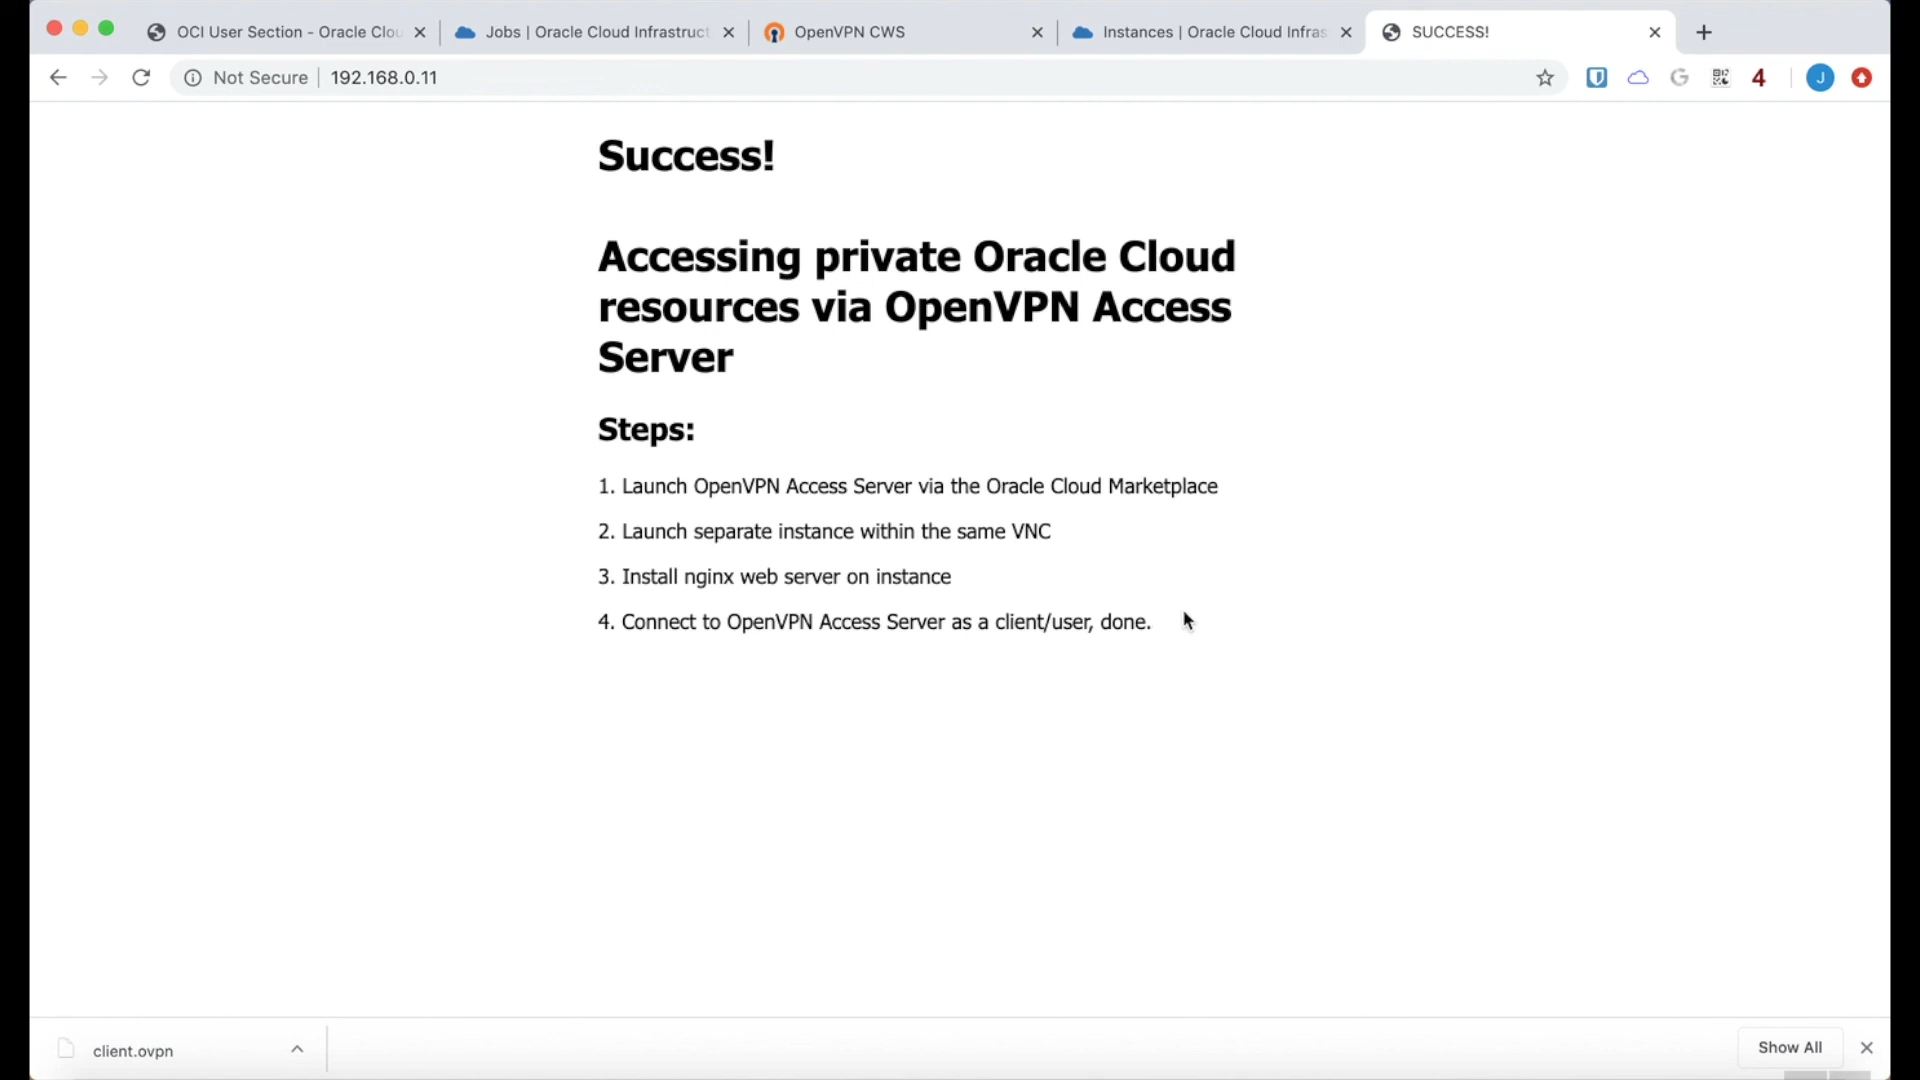 OCI User Section - Oracle Clou
Jobs | Oracle Cloud Infrastruct
OpenVPN CWS
Instances | Oracle Cloud Infras
SUCCESS!
Not Secure
192.168.0.11
4
J
Success!
Accessing private Oracle Cloud
resources via OpenVPN Access
Server
Steps:
1. Launch OpenVPN Access Server via the Oracle Cloud Marketplace
2. Launch separate instance within the same VNC
3. Install nginx web server on instance
4. Connect to OpenVPN Access Server as a client/user, done.
client.ovpn
Show All